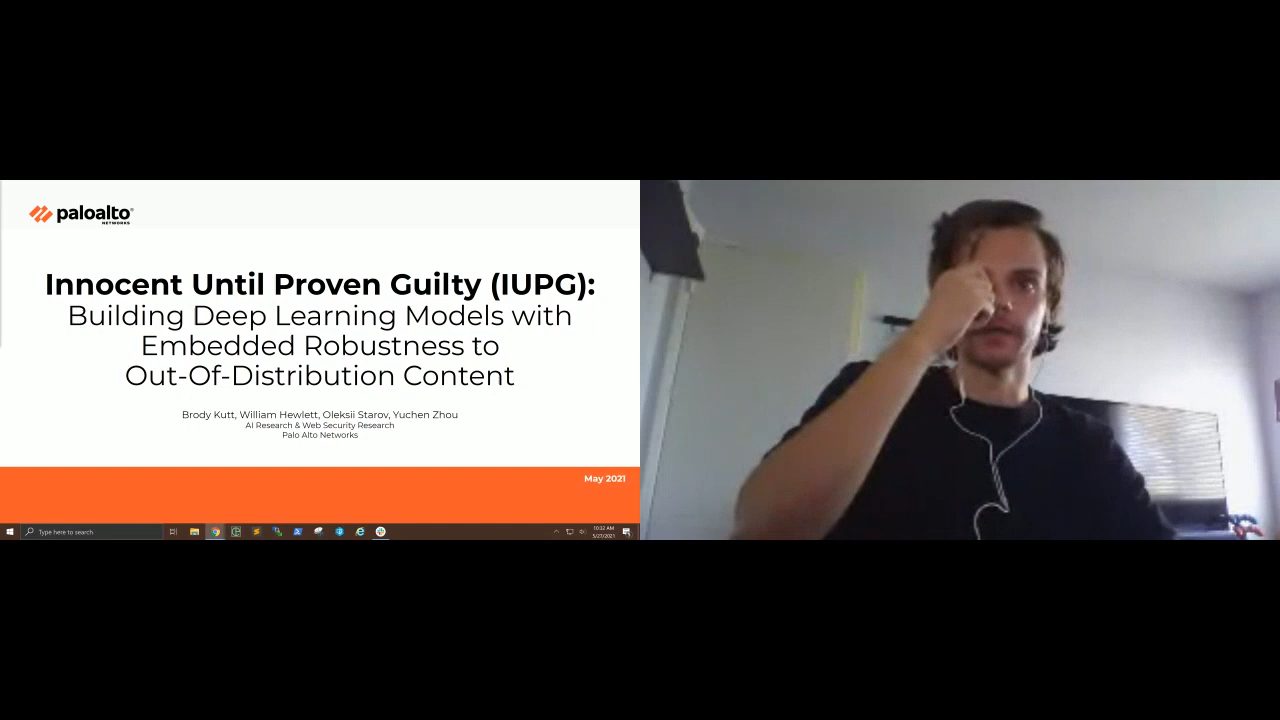 paloalto
NETWORKS
Innocent Until Proven Guilty (IUPG):
Building Deep Learning Models with
Embedded Robustness to
Out-Of-Distribution Content
Brody Kutt, William Hewlett, Oleksii Starov, Yuchen Zhou
AI Research & Web Security Research
Palo Alto Networks
May 2021
Type here to search
10:32 AM
5/27/2021